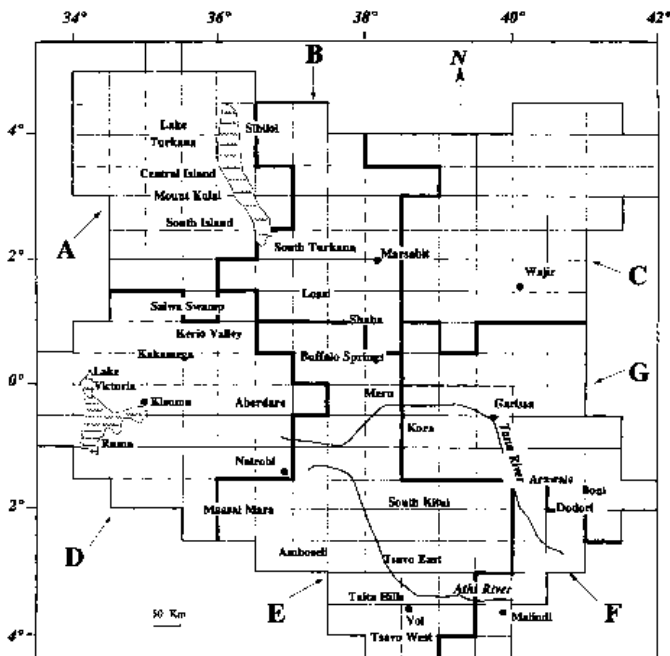 34° 36° 38° 40° 42°
B N
4°
Lake Sibiloi
Turkana
Central Island
Mount Kulal
South Island
A
South Turkana
2° Marsabit C
Wajir
Losai
Saiwa Swamp
Shaba
Kerio Valley
Kakamega Buffalo Springs
0° Lake G
Victoria Meru
Kisumu Aberdare Garissa
Kora
Ruma Tana River
Nairobi
Arawale
Boni
South Kitui
2° Maasai Mara Dodori
D
Amboseli Tsavo East
E Athi River F
Taita Hills
50 Km Voi Malindi
4° Tsavo West